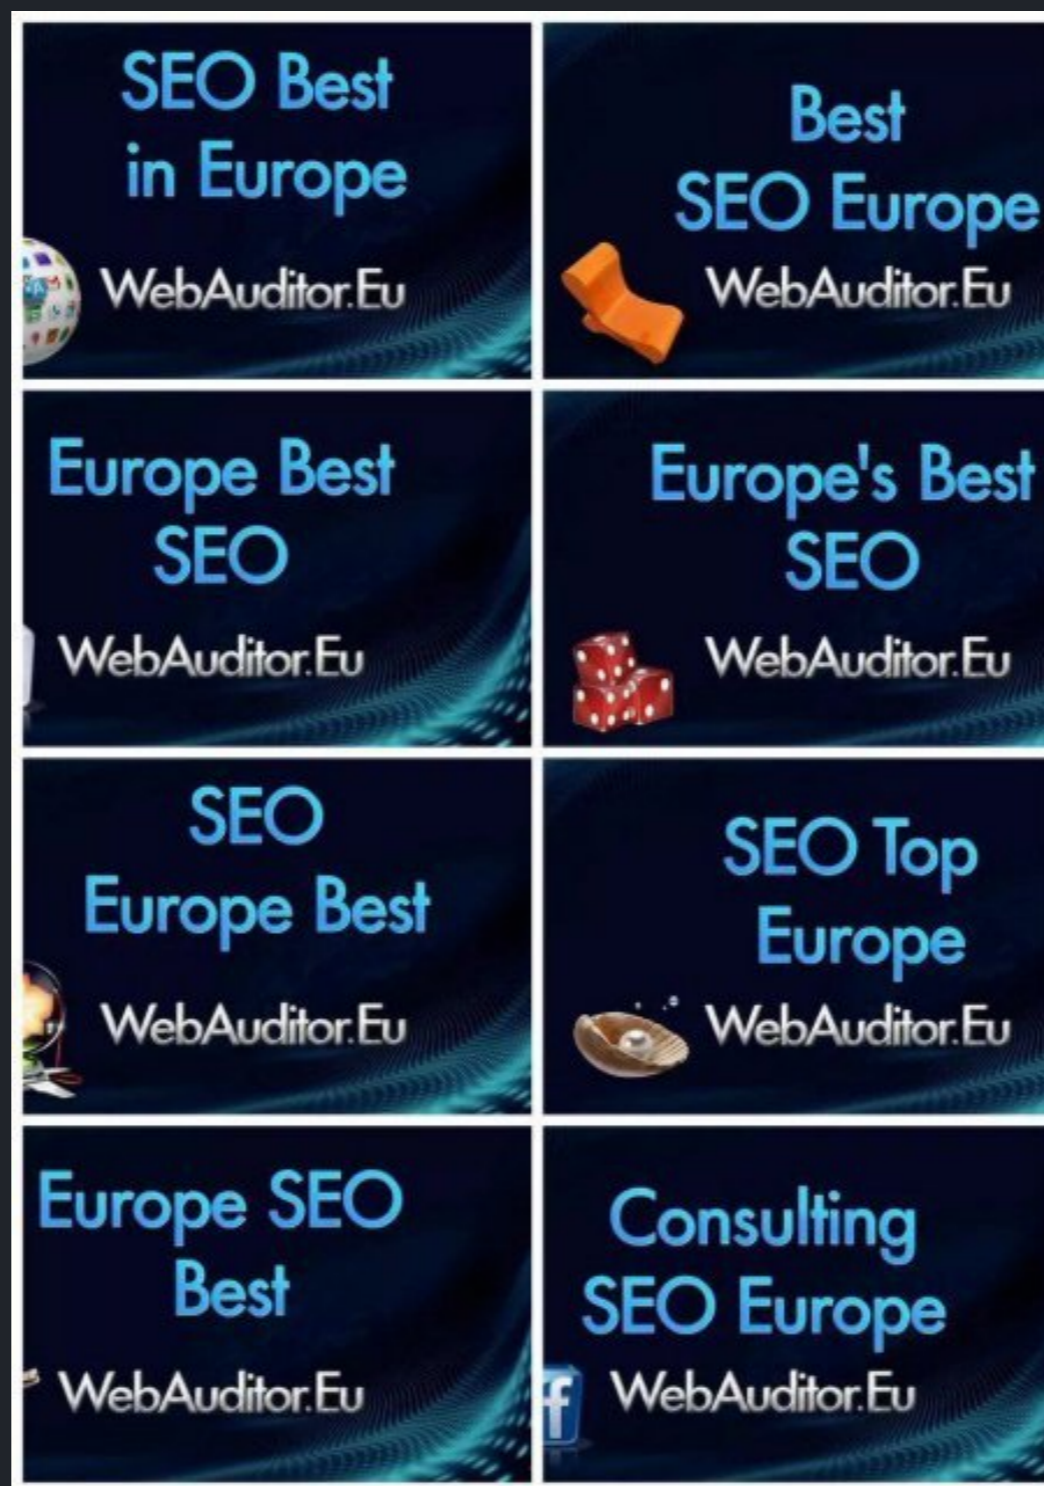 SEO Best
in Europe
WebAuditor.Eu
Best
SEO Europe
WebAuditor.Eu
Europe Best
SEO
WebAuditor.Eu
Europe's Best
SEO
WebAuditor.Eu
SEO
Europe Best
WebAuditor.Eu
SEO Top
Europe
WebAuditor.Eu
Europe SEO
Best
WebAuditor.Eu
Consulting
SEO Europe
f
WebAuditor.Eu